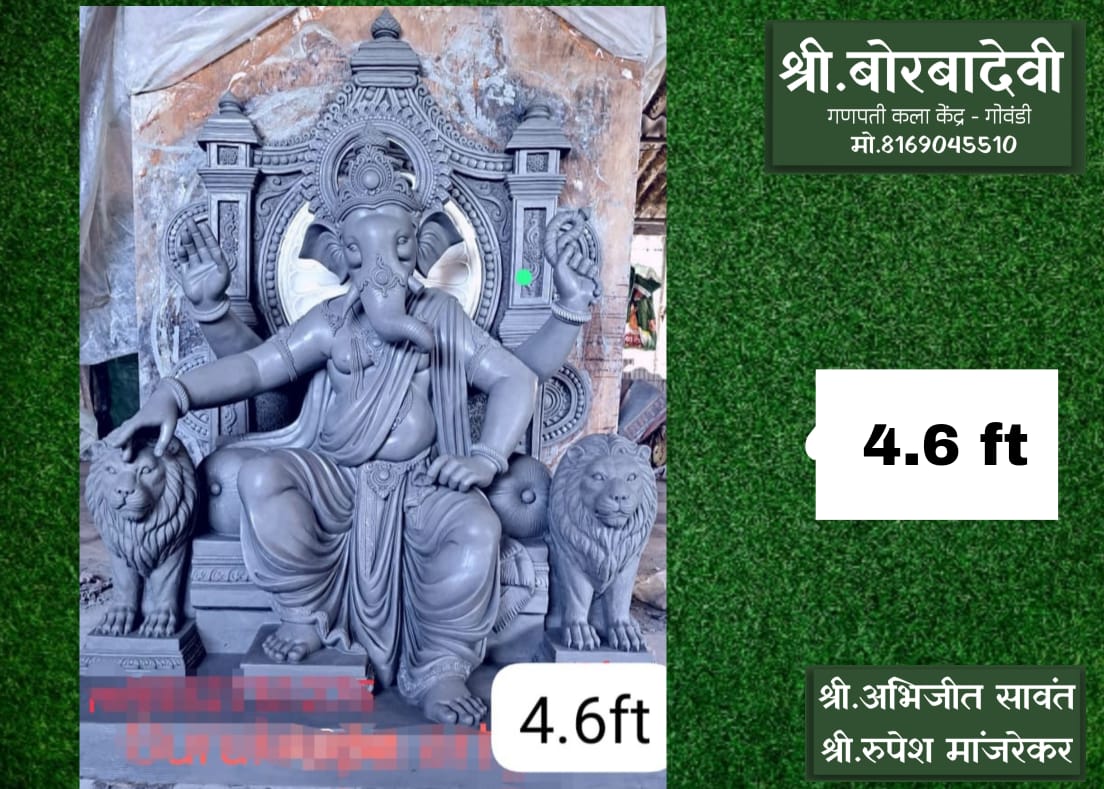 श्री.बोरबादेवी
गणपती कला केंद्र - गोवंडी
मो.8169045510
4.6 ft
4.6ft
श्री.अभिजीत सावंत
श्री.रुपेश मांजरेकर